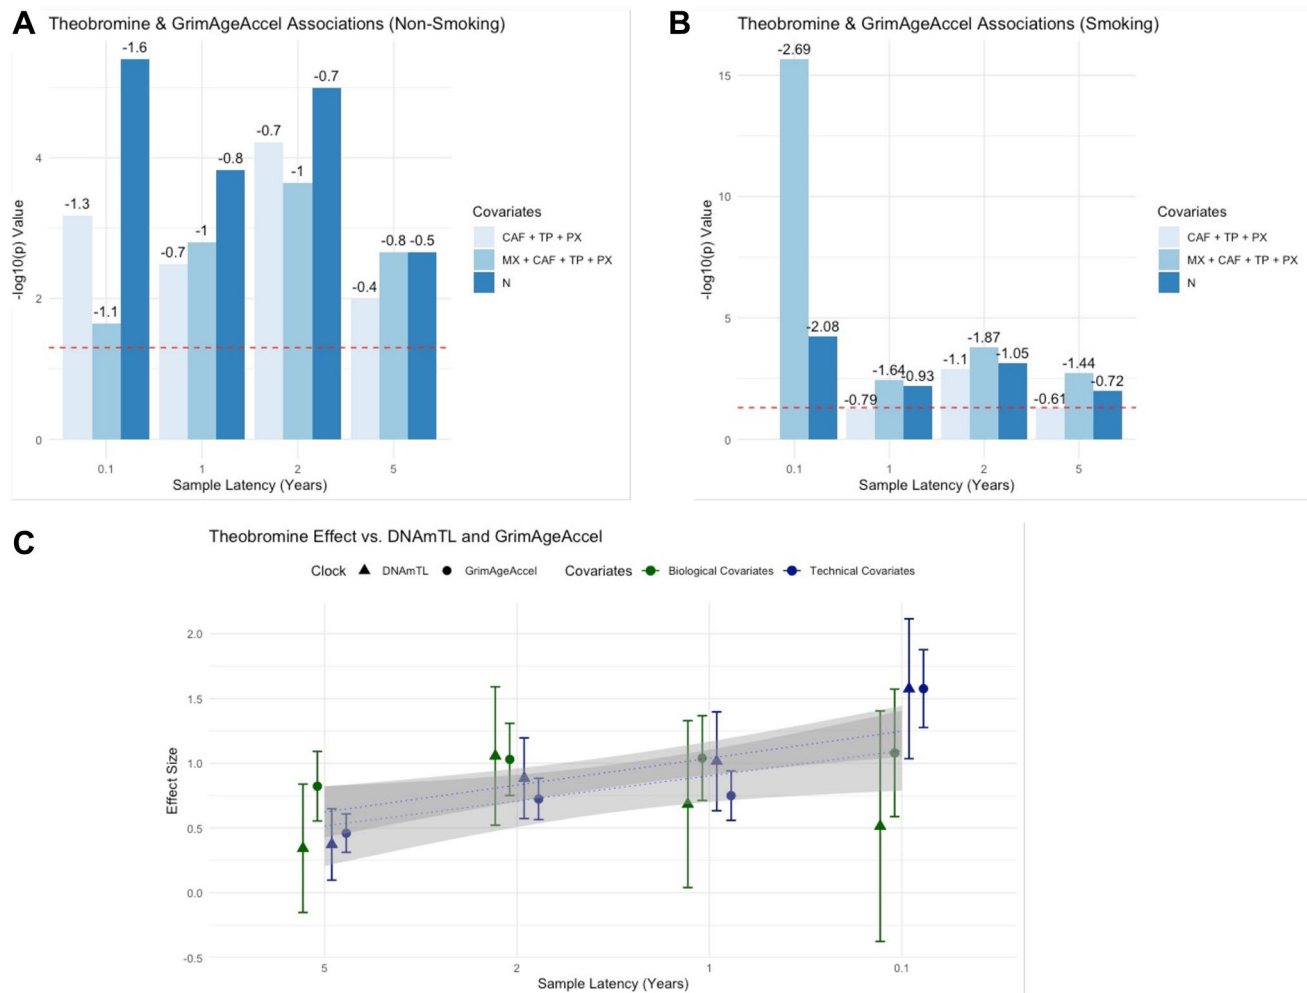 A
Theobromine & GrimAgeAccel Associations (Non-Smoking)
-log10(p) Value
4
2
0
-1.3
-1.1
-1.6
-0.7
-1
-0.8
-0.7
-1
-0.7
-0.4
-0.8
-0.5
0.1
1
2
5
Sample Latency (Years)
Covariates
CAF + TP + PX
MX + CAF + TP + PX
N
B
Theobromine & GrimAgeAccel Associations (Smoking)
-log10(p) Value
15
10
5
0
-2.69
-2.08
-0.79
-1.64
-0.93
-1.1
-1.87
-1.05
-0.61
-1.44
-0.72
0.1
1
2
5
Sample Latency (Years)
Covariates
CAF + TP + PX
MX + CAF + TP + PX
N
C
Theobromine Effect vs. DNAmTL and GrimAgeAccel
Clock DNAmTL GrimAgeAccel Covariates Biological Covariates Technical Covariates
Effect Size
2.0
1.5
1.0
0.5
0.0
-0.5
5
2
1
0.1
Sample Latency (Years)